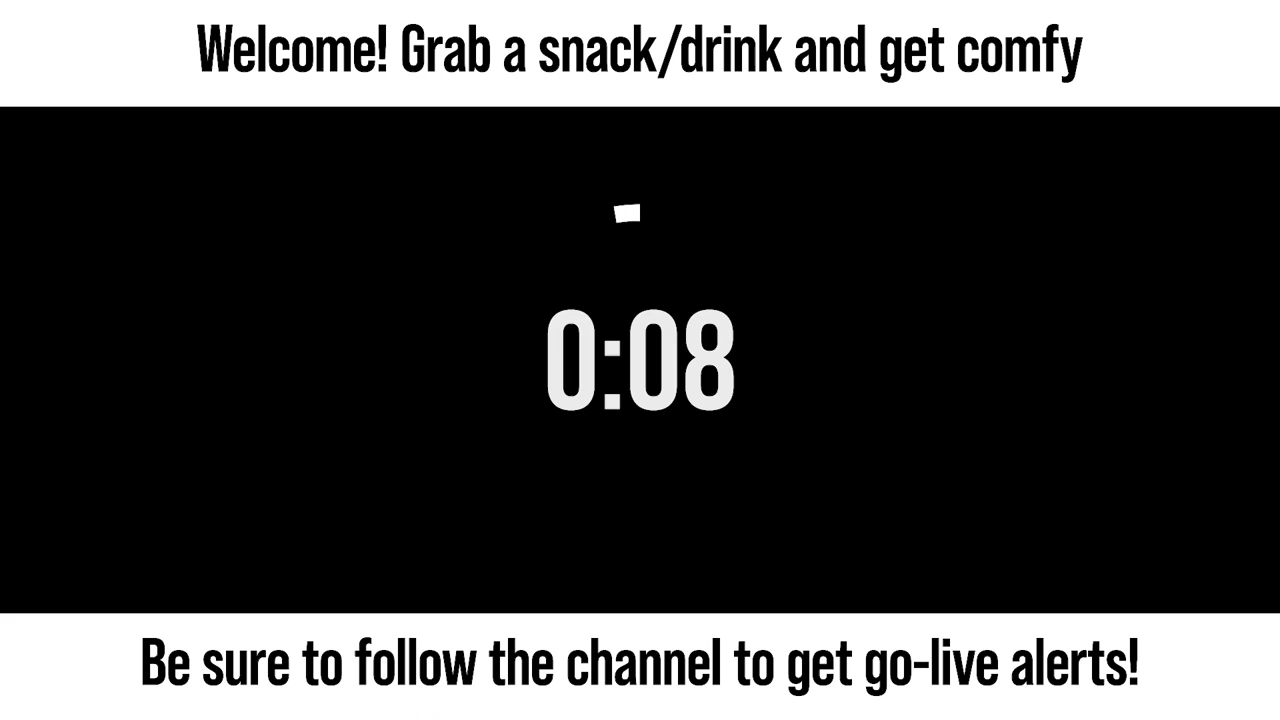 Welcome! Grab a snack/drink and get comfy
0:08
Be sure to follow the channel to get go-live alerts!